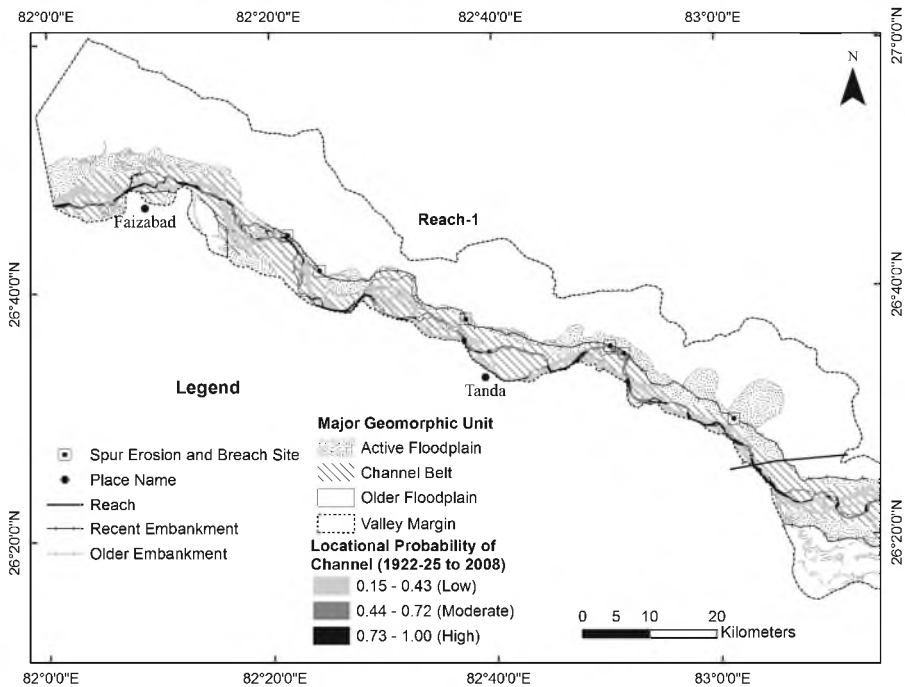 82°0'0"E
82°20'0"E
82°40'0"E
83°0'0"E
27°0'0"N
N
Reach-1
Faizabad
26°40'0"N
26°40'0"N
Tanda
Legend
Spur Erosion and Breach Site
Place Name
Reach
Recent Embankment
Older Embankment
Major Geomorphic Unit
Active Floodplain
Channel Belt
Older Floodplain
Valley Margin
Locational Probability of
Channel (1922-25 to 2008)
0.15 - 0.43 (Low)
0.44 - 0.72 (Moderate)
0.73 - 1.00 (High)
26°20'0"N
26°20'0"N
0 5 10 20
Kilometers
82°0'0"E
82°20'0"E
82°40'0"E
83°0'0"E